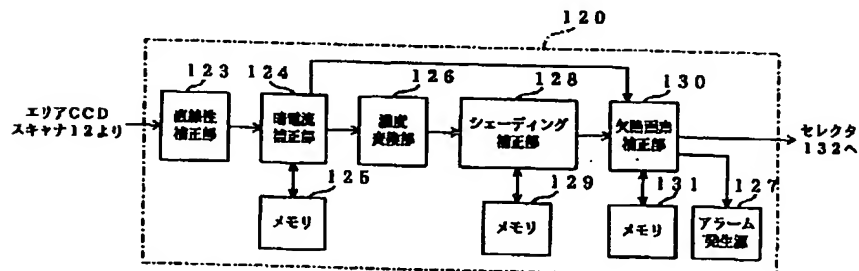 120
123
124
126
128
130
エリアCCD
スキャナ12より
直線性
補正部
暗電流
補正部
濃度
変換部
シェーディング
補正部
欠陥画素
補正部
セレクタ
132へ
125
129
131
127
メモリ
メモリ
メモリ
アラーム
発生源